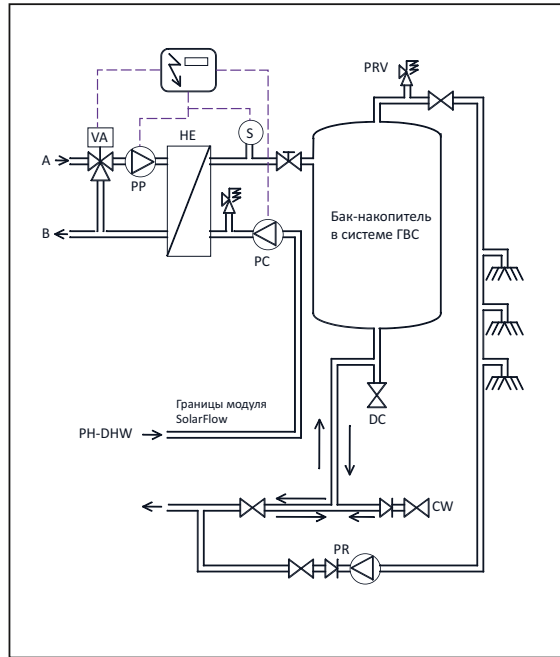 PRV
VA
HE
S
A
PP
B
PC
Бак-накопитель
в системе ГВС
Границы модуля
SolarFlow
DC
PH-DHW
CW
PR